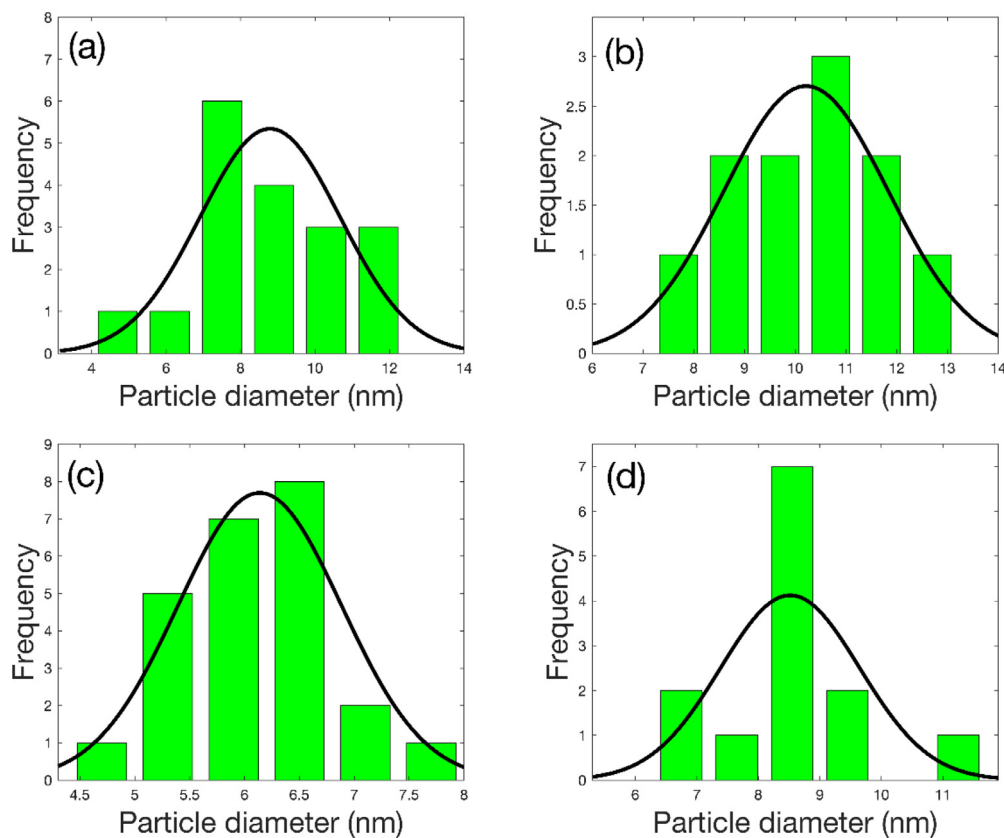 (a)
8
7
6
5
4
3
2
1
0
Frequency
4 6 8 10 12 14
Particle diameter (nm)
(b)
3
2.5
2
1.5
1
0.5
0
Frequency
6 7 8 9 10 11 12 13 14
Particle diameter (nm)
(c)
9
8
7
6
5
4
3
2
1
0
Frequency
4.5 5 5.5 6 6.5 7 7.5 8
Particle diameter (nm)
(d)
7
6
5
4
3
2
1
0
Frequency
6 7 8 9 10 11
Particle diameter (nm)